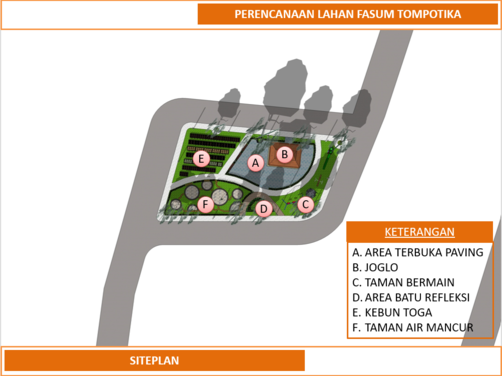 PERENCANAAN LAHAN FASUM TOMPOTIKA
E
A
B
F
D
C
KETERANGAN
A. AREA TERBUKA PAVING
B. JOGLO
C. TAMAN BERMAIN
D. AREA BATU REFLEKSI
E. KEBUN TOGA
F. TAMAN AIR MANCUR
SITEPLAN